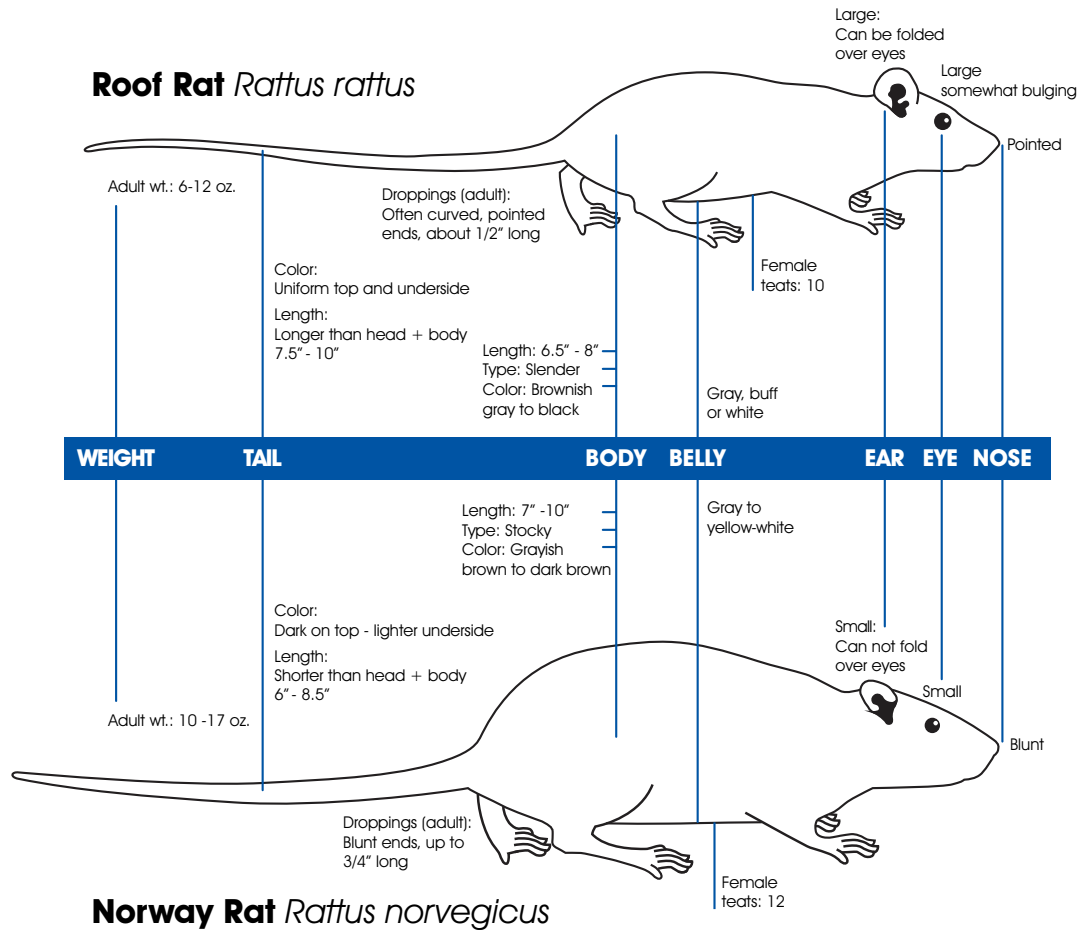 Large:
Can be folded
over eyes
Large
somewhat bulging
Roof Rat Rattus rattus
Pointed
Adult wt.: 6-12 oz.
Droppings (adult):
Often curved, pointed
ends, about 1/2" long
Female
teats: 10
Color:
Uniform top and underside
Length:
Longer than head + body
7.5" - 10"
Length: 6.5" - 8"
Type: Slender
Color: Brownish
gray to black
Gray, buff
or white
WEIGHT TAIL BODY BELLY EAR EYE NOSE
Length: 7" -10"
Type: Stocky
Color: Grayish
brown to dark brown
Gray to
yellow-white
Color:
Dark on top - lighter underside
Length:
Shorter than head + body
6" - 8.5"
Small:
Can not fold
over eyes
Small
Adult wt.: 10 -17 oz.
Blunt
Droppings (adult):
Blunt ends, up to
3/4" long
Female
teats: 12
Norway Rat Rattus norvegicus